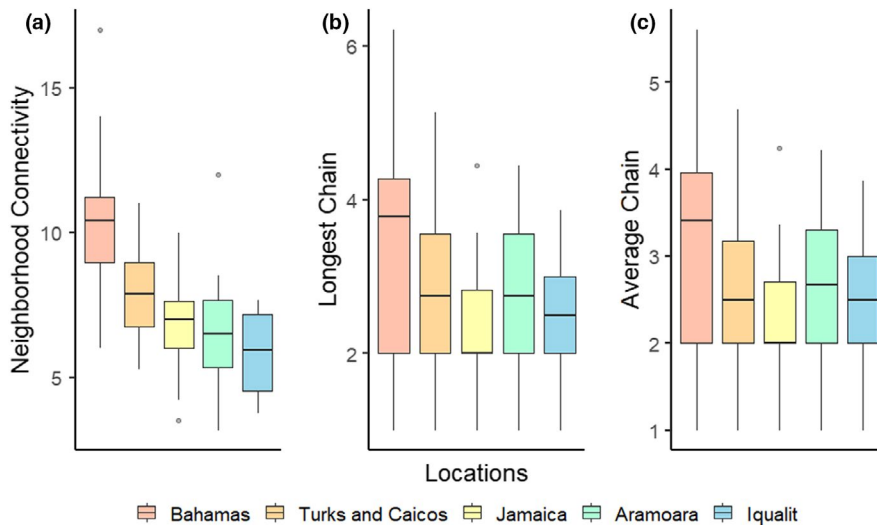 (a)
Neighborhood Connectivity
15
10
5
(b)
Longest Chain
6
4
2
(c)
Average Chain
5
4
3
2
1
Locations
Bahamas Turks and Caicos Jamaica Aramoara Iqualit